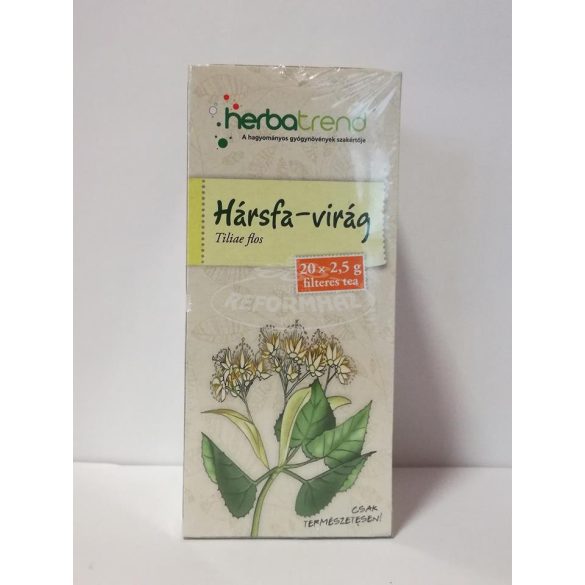 herbatrend
A hagyományos gyógynövények szakértője
Hársfa-virág
Tiliae flos
20 x 2,5 g
filteres tea
REFORMHÁZ
CSAK
TERMÉSZETESEN!